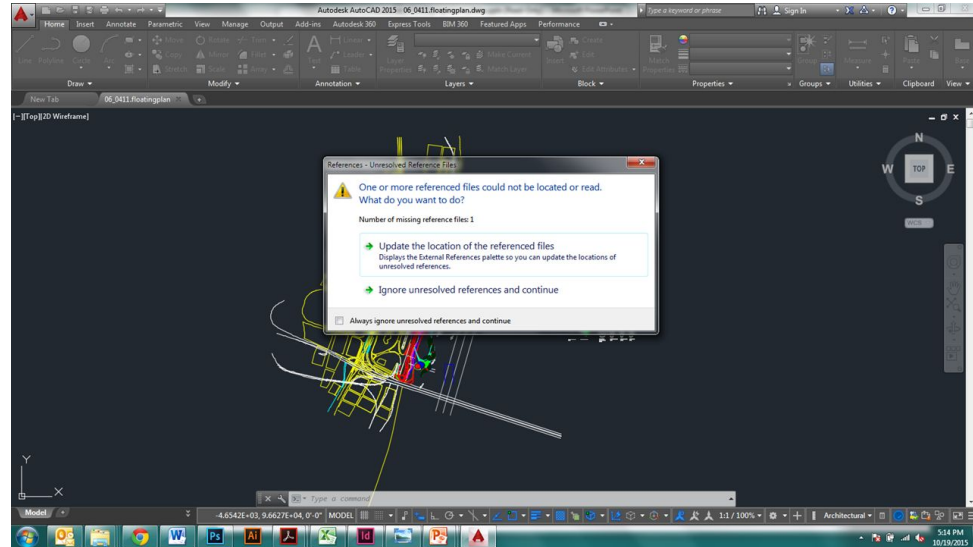 Autodesk AutoCAD 2015   06_0411.floatingplan.dwg
Type a keyword or phrase
Sign In
Home Insert Annotate Parametric View Manage Output Add-ins Autodesk 360 Express Tools BIM 360 Featured Apps Performance
Line Polyline Circle Arc
Move Rotate Trim
Copy Mirror Fillet
Stretch Scale Array
Text
Linear
Leader
Table
Layer
Properties
Make Current
Match Layer
Insert
Create
Edit
Edit Attributes
Match
Properties
Group
Measure
Paste
Base
Draw Modify Annotation Layers Block Properties Groups Utilities Clipboard View
New Tab 06_0411.floatingplan
[-][Top][2D Wireframe]
N
W TOP E
S
WCS
References - Unresolved Reference Files
One or more referenced files could not be located or read.
What do you want to do?
Number of missing reference files: 1
Update the location of the referenced files
Displays the External References palette so you can update the locations of
unresolved references.
Ignore unresolved references and continue
Always ignore unresolved references and continue
Y
X
Type a command
Model
-4.6542E+03, 9.6627E+04, 0'-0" MODEL 1:1 / 100% Architectural
Ps Ai Id
5:14 PM
10/19/2015